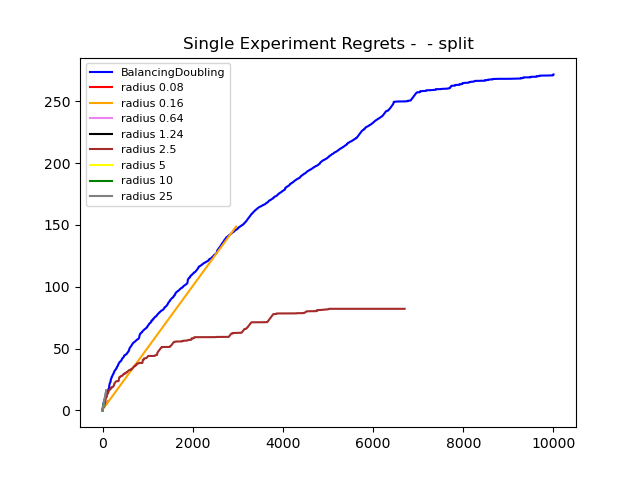 Single Experiment Regrets -  - split
BalancingDoubling
radius 0.08
radius 0.16
radius 0.64
radius 1.24
radius 2.5
radius 5
radius 10
radius 25
250
200
150
100
50
0
0 2000 4000 6000 8000 10000